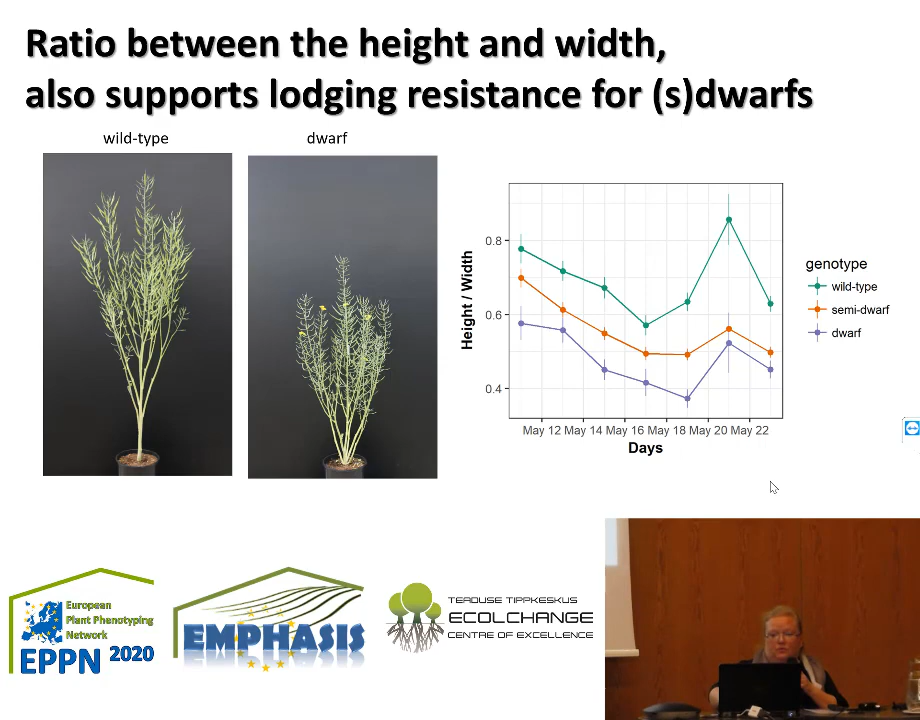 Ratio between the height and width,
also supports lodging resistance for (s)dwarfs
wild-type
dwarf
Height / Width
0.8
0.6
0.4
May 12 May 14 May 16 May 18 May 20 May 22
Days
genotype
wild-type
semi-dwarf
dwarf
European
Plant Phenotyping
Network
EPPN 2020
EMPHASIS
TEADUSE TIPPKESKUS
ECOLCHANGE
CENTRE OF EXCELLENCE